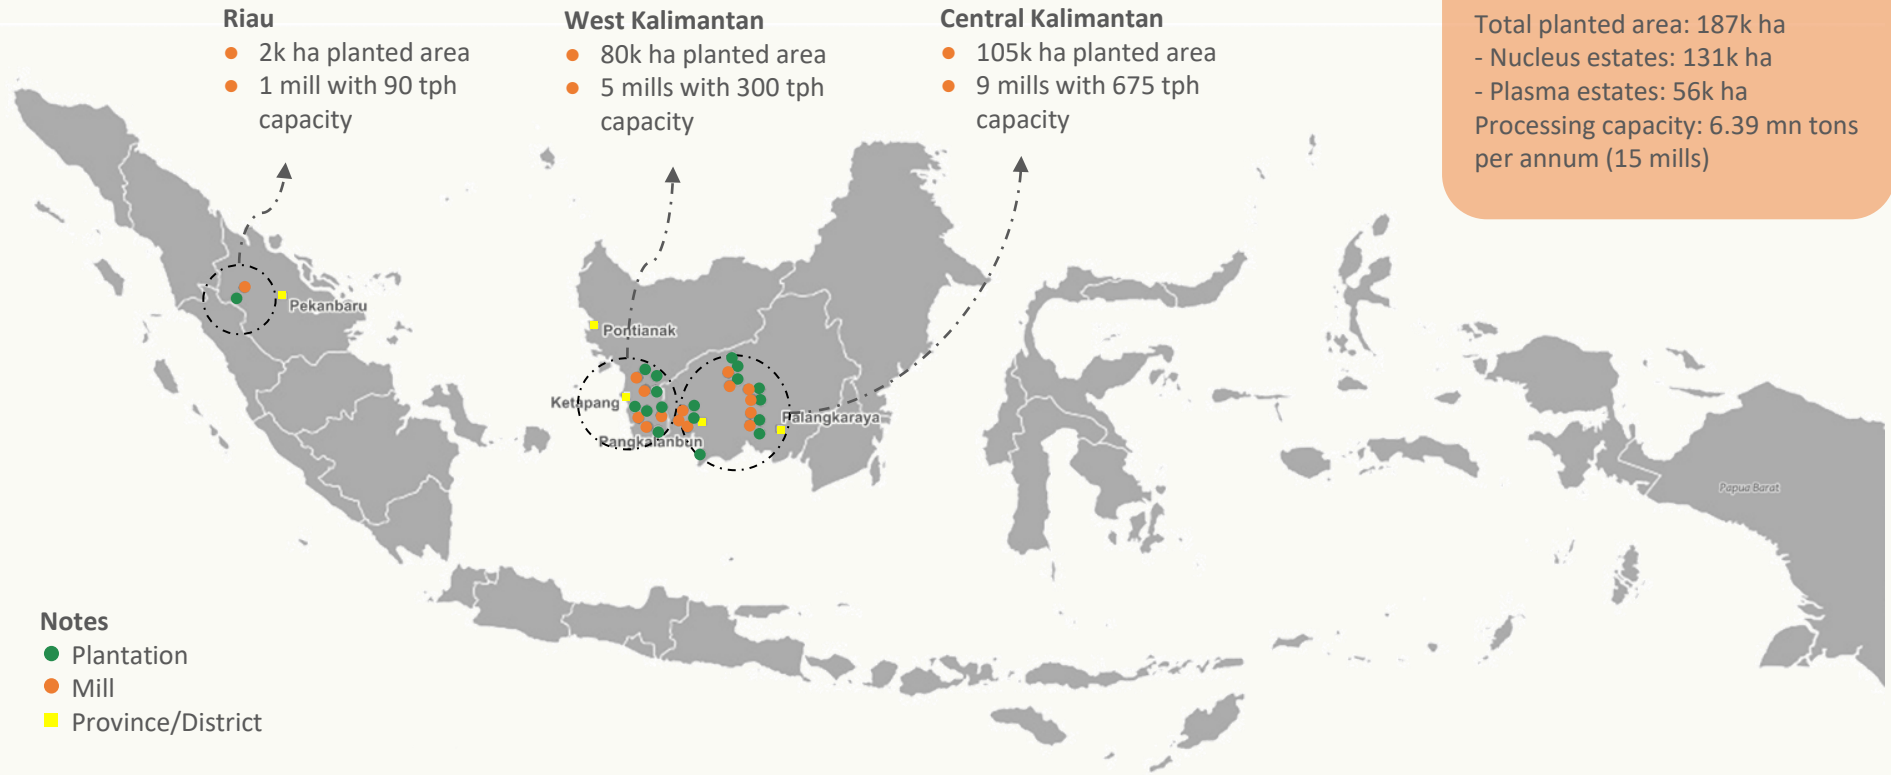 Riau
2k ha planted area
1 mill with 90 tph
capacity
West Kalimantan
80k ha planted area
5 mills with 300 tph
capacity
Central Kalimantan
105k ha planted area
9 mills with 675 tph
capacity
Total planted area: 187k ha
- Nucleus estates: 131k ha
- Plasma estates: 56k ha
Processing capacity: 6.39 mn tons
per annum (15 mills)
Pekanbaru
Pontianak
Ketapang
Palangkaraya
Pangkalanbun
Papua Barat
Notes
Plantation
Mill
Province/District